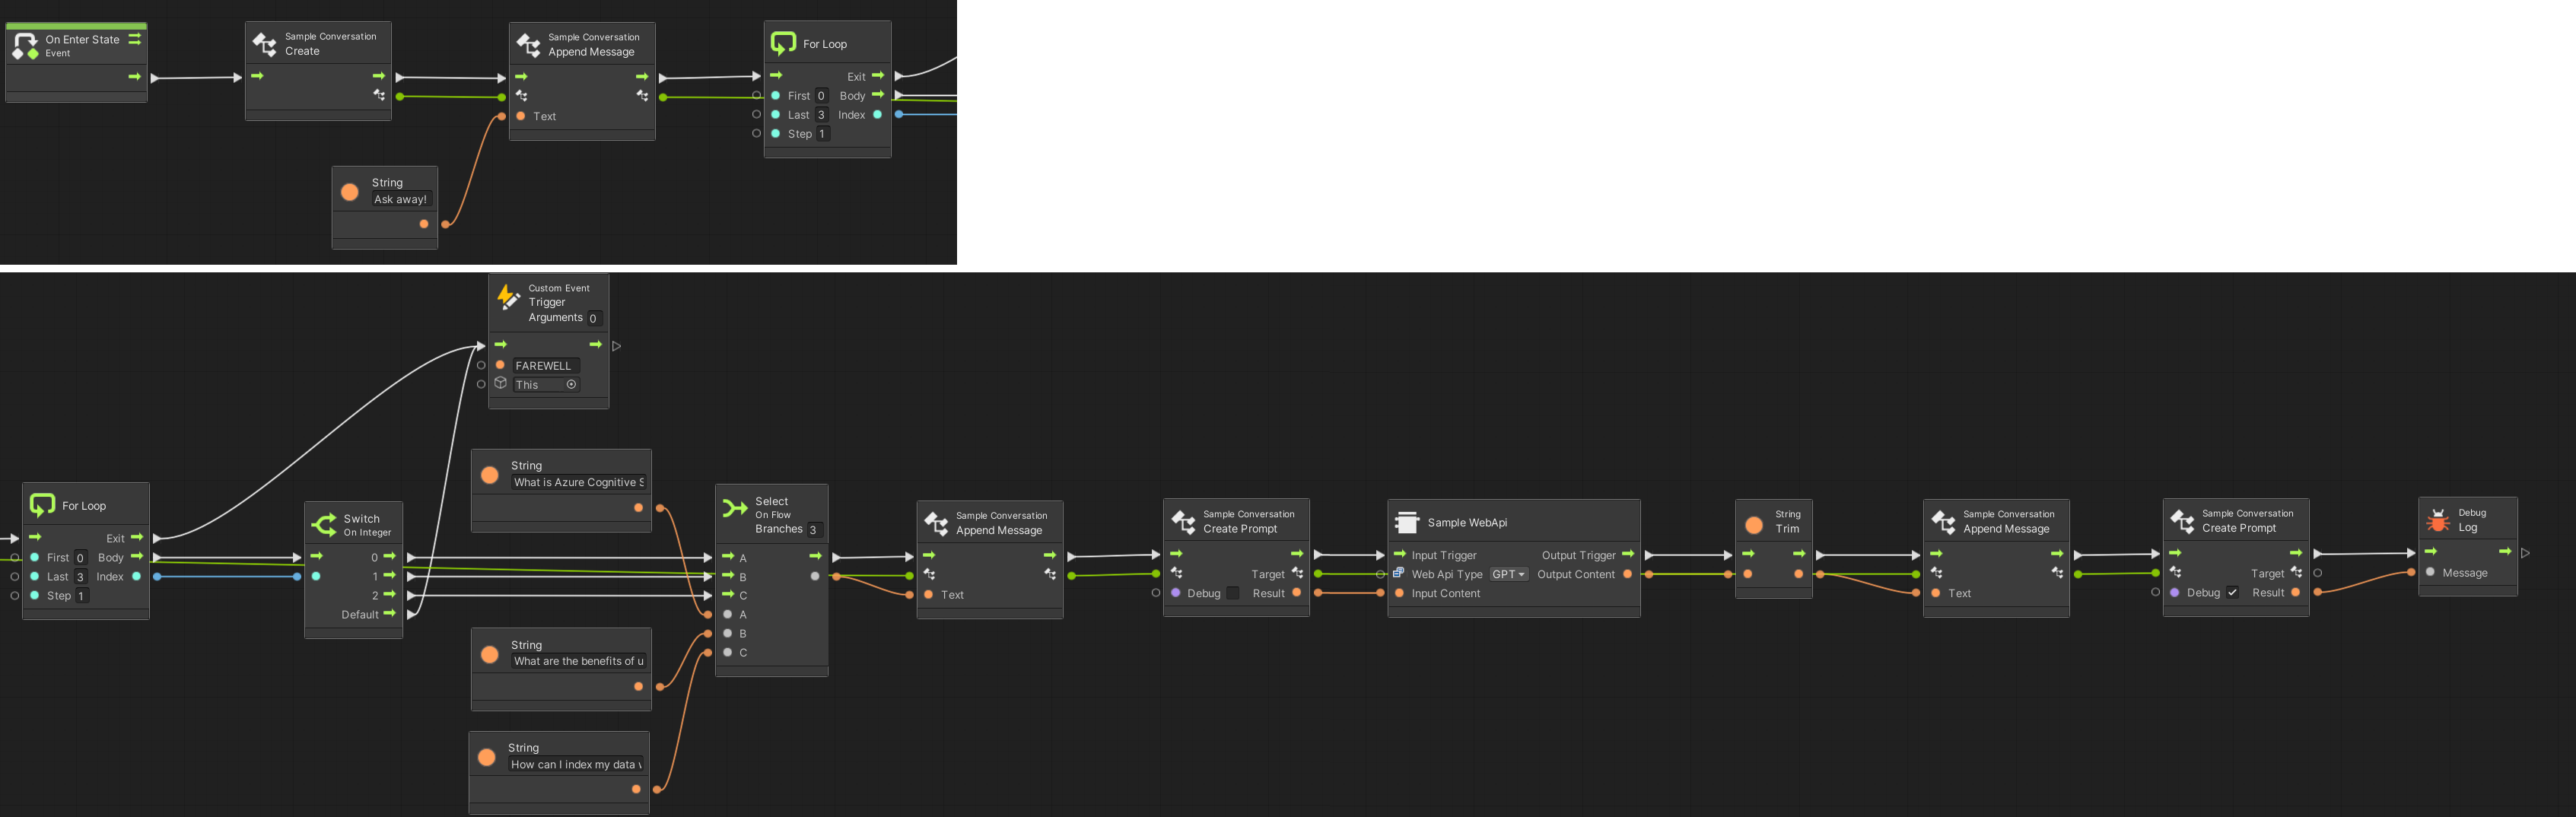 On Enter State
Event
Sample Conversation
Create
Sample Conversation
Append Message
Text
String
Ask away!
For Loop
Exit
First 0 Body
Last 3 Index
Step 1
Custom Event
Trigger
Arguments 0
FAREWELL
This
For Loop
Exit
First 0 Body
Last 3 Index
Step 1
Switch
On Integer
0
1
2
Default
String
What is Azure Cognitive S
String
What are the benefits of u
String
How can I index my data
Select
On Flow
Branches 3
A
B
C
A
B
C
Sample Conversation
Append Message
Text
Sample Conversation
Create Prompt
Target
Debug Result
Sample WebApi
Input Trigger Output Trigger
Web Api Type GPT Output Content
Input Content
String
Trim
Sample Conversation
Append Message
Text
Sample Conversation
Create Prompt
Target
Debug Result
Debug
Log
Message